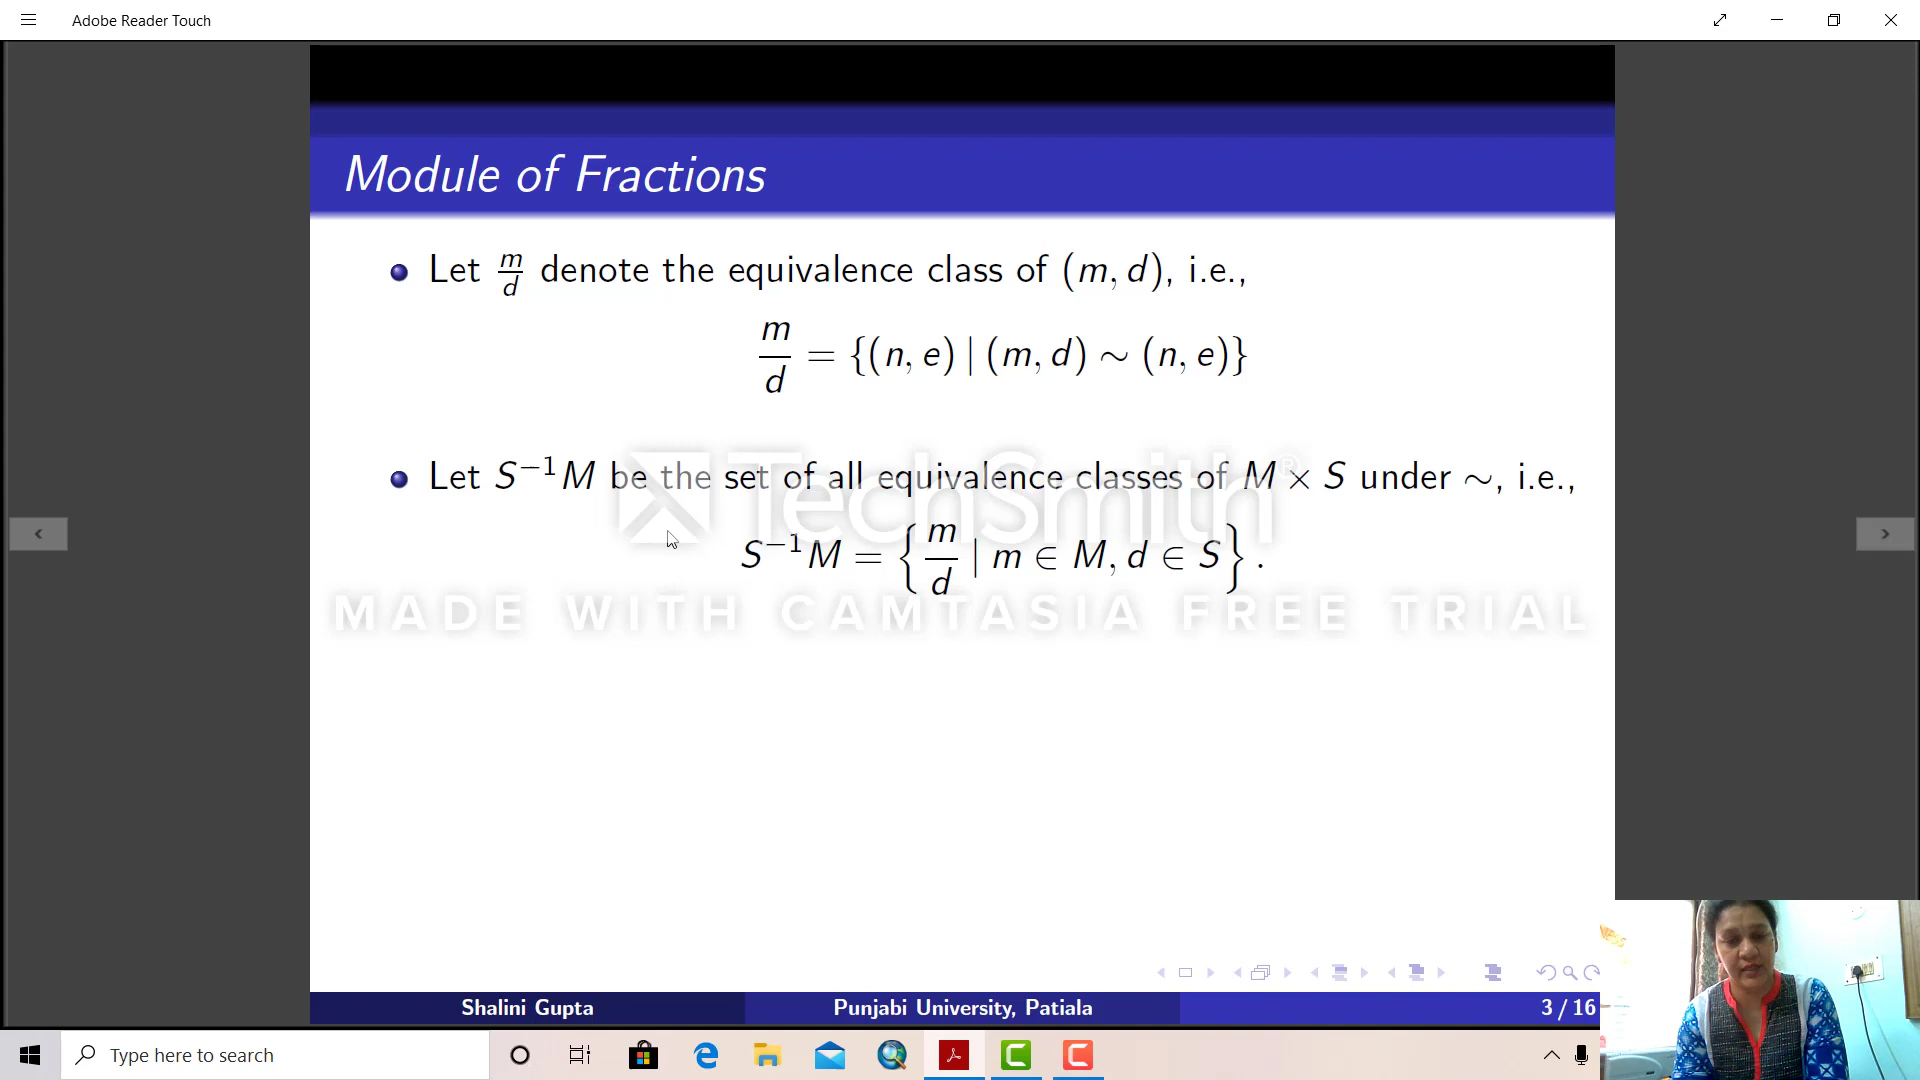 Adobe Reader Touch
Module of Fractions
Let m/d denote the equivalence class of (m, d), i.e.,
m/d = {(n, e) | (m, d) ∼ (n, e)}
Let S⁻¹M be the set of all equivalence classes of M × S under ∼, i.e.,
S⁻¹M = {m/d | m ∈ M, d ∈ S}.
TechSmith®
MADE WITH CAMTASIA FREE TRIAL
Shalini Gupta
Punjabi University, Patiala
3 / 16
Type here to search